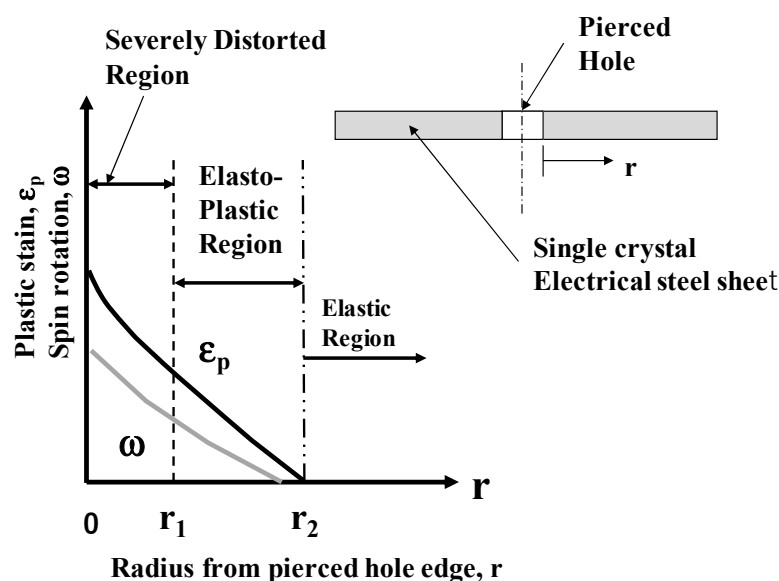 Severely Distorted
Region
Pierced
Hole
r
Elasto-
Plastic
Region
Single crystal
Electrical steel sheet
Elastic
Region
Plastic stain, εp
Spin rotation, ω
εp
ω
r
0
r1
r2
Radius from pierced hole edge, r